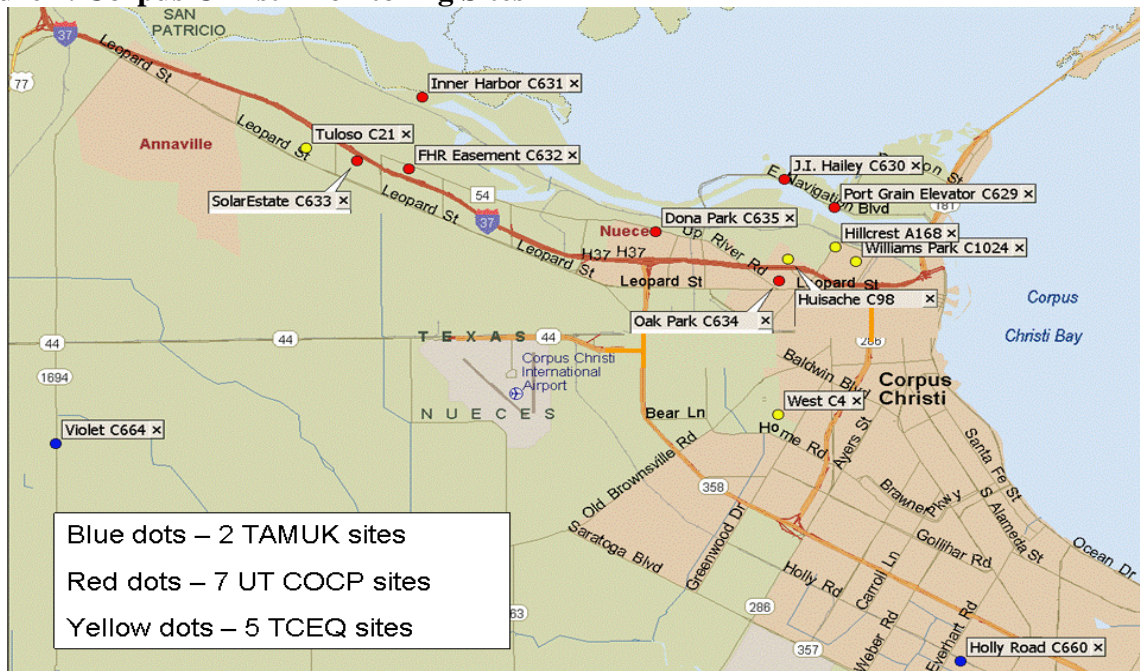 Corpus Christi
SAN
PATRICIO
37
Leopard St
77
Inner Harbor C631 ×
Annaville
Leopard St
Tuloso C21 ×
FHR Easement C632 ×
J.I. Hailey C630 ×
SolarEstate C633 ×
54
Leopard St
E Navigation Blvd
Port Grain Elevator C629 ×
181
37
Dona Park C635 ×
Nuece
Up River Rd
Hillcrest A168 ×
Williams Park C1024 ×
H37 H37
Leopard St
Leopard St
Leopard St
Huisache C98 ×
Oak Park C634 ×
Corpus
Christi Bay
44
44
TEXAS
44
286
Corpus Christi
International
Airport
Baldwin Blvd
Corpus
Christi
1694
NUECES
Bear Ln
West C4 ×
Home Rd
Ayers St
Violet C664 ×
Santa Fe St
Old Brownsville Rd
358
Brawner Pkwy
S Alameda St
Saratoga Blvd
Greenwood Dr
Gollihar Rd
Ocean Dr
Blue dots – 2 TAMUK sites
Red dots – 7 UT COCP sites
Yellow dots – 5 TCEQ sites
63
Holly Rd
Carroll Ln
286
Weber Rd
Everhart Rd
357
Holly Road C660 ×